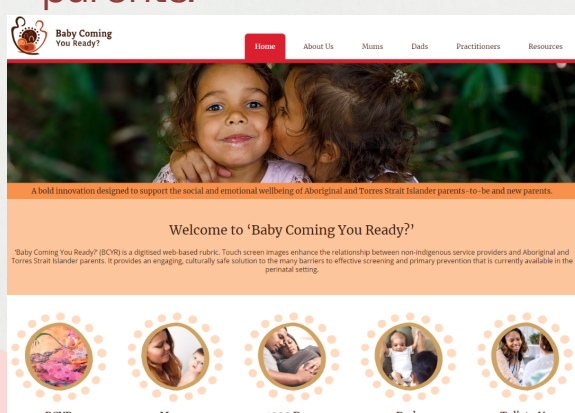 parents.
Baby Coming
You Ready?
Home About Us Mums Dads Practitioners Resources
A bold innovation designed to support the social and emotional wellbeing of Aboriginal and Torres Strait Islander parents-to-be and new parents.
Welcome to ‘Baby Coming You Ready?’
‘Baby Coming You Ready?’ (BCYR) is a digitised web-based rubric. Touch screen images enhance the relationship between non-indigenous service providers and Aboriginal and
Torres Strait Islander parents. It provides an engaging, culturally safe solution to the many barriers to effective screening and primary prevention that is currently available in the
perinatal setting.